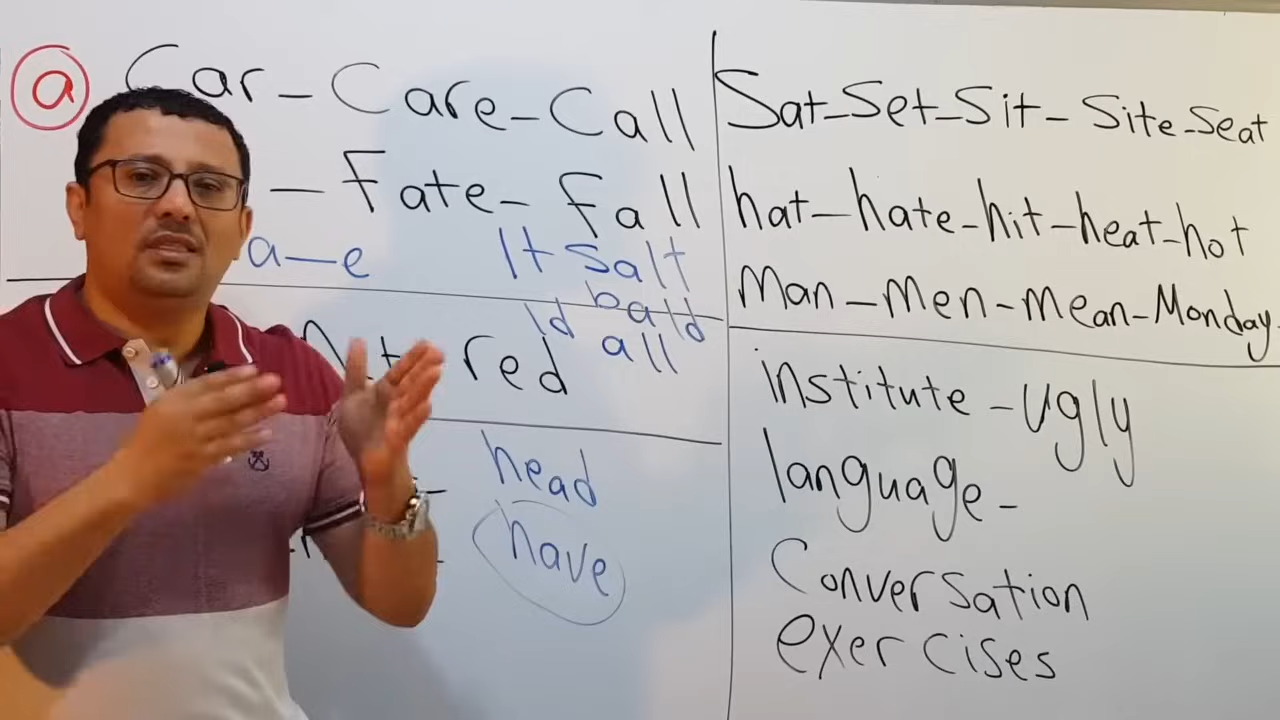 a Car - Care - Call
- Fate - Fall
a - e lt Salt
ld bald
all
red
head
have
Sat - Set - Sit - Site - Seat
hat - hate - hit - heat - hot
Man - men - mean - Monday
institute - Ugly
language -
Conversation
exercises